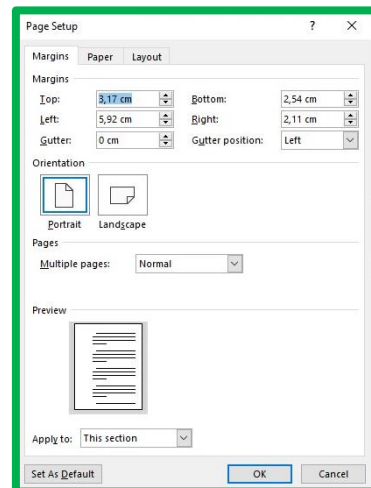 Page Setup ? ×
Margins Paper Layout
Margins
Top: 3,17 cm Bottom: 2,54 cm
Left: 5,92 cm Right: 2,11 cm
Gutter: 0 cm Gutter position: Left
Orientation
Portrait Landscape
Pages
Multiple pages: Normal
Preview
Apply to: This section
Set As Default OK Cancel